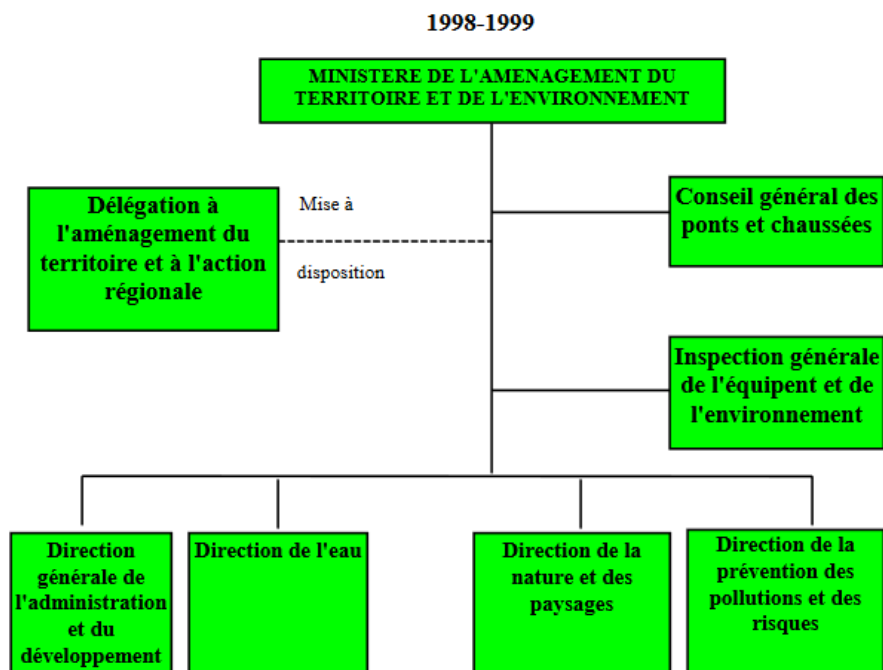 1998-1999
MINISTERE DE L'AMENAGEMENT DU
TERRITOIRE ET DE L'ENVIRONNEMENT
Délégation à
l'aménagement du
territoire et à l'action
régionale
Mise à
disposition
Conseil général des
ponts et chaussées
Inspection générale
de l'équipent et de
l'environnement
Direction
générale de
l'administration
et du
développement
Direction de l'eau
Direction de la
nature et des
paysages
Direction de la
prévention des
pollutions et des
risques